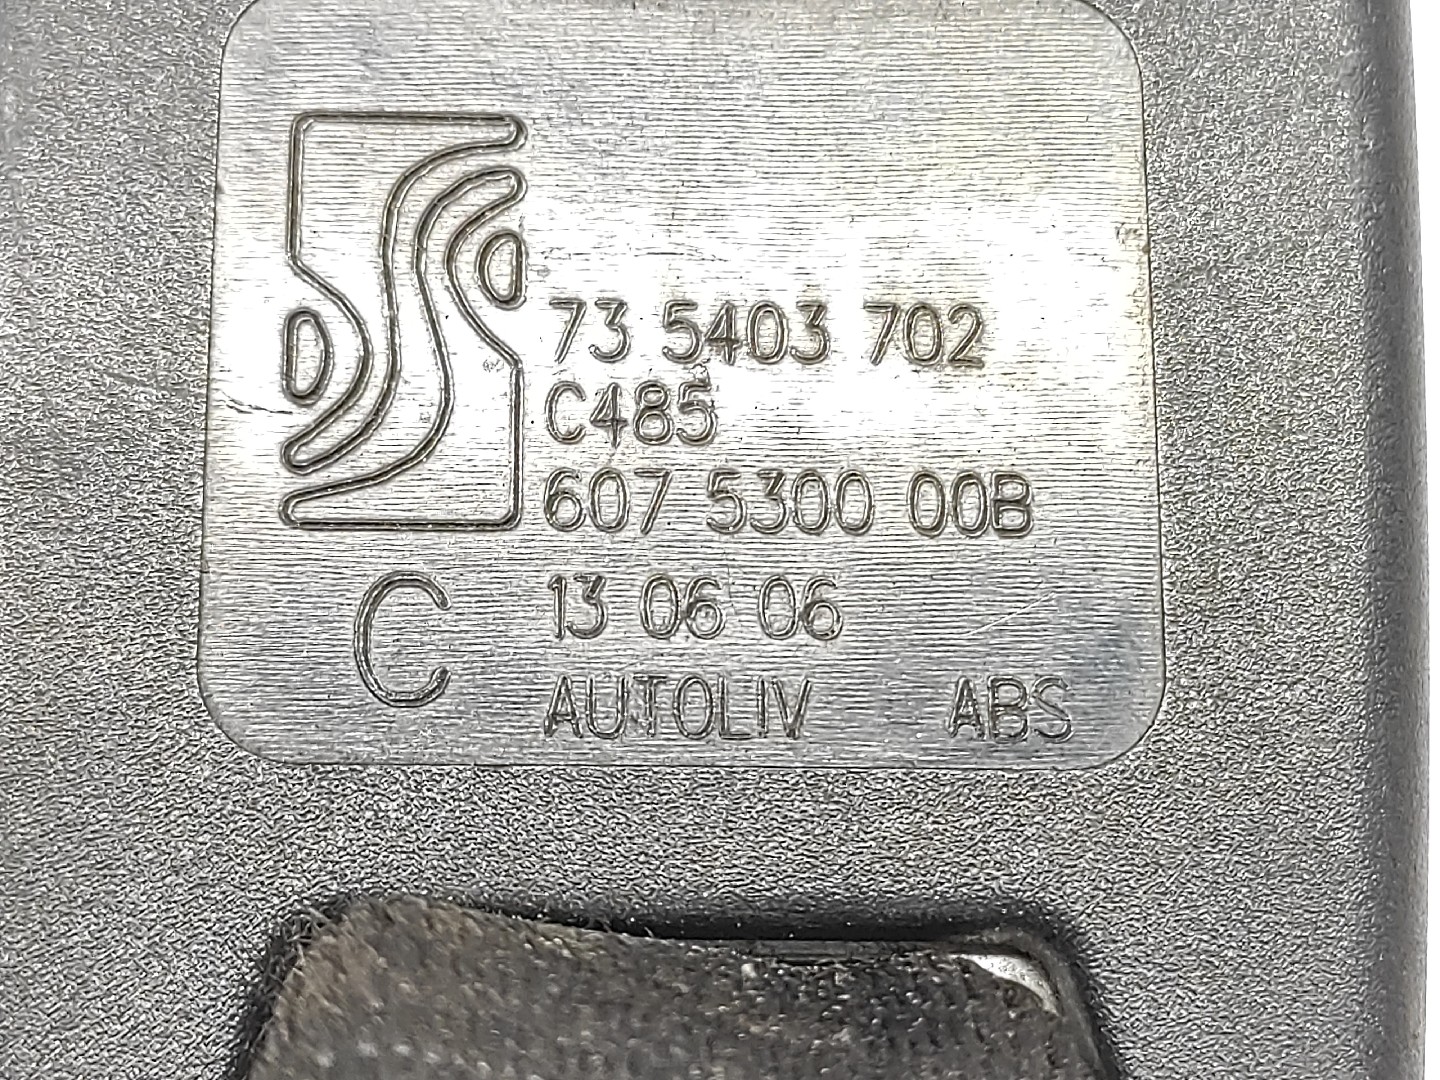 73 5403 702
C485
607 5300 00B
C 13 06 06
AUTOLIV ABS